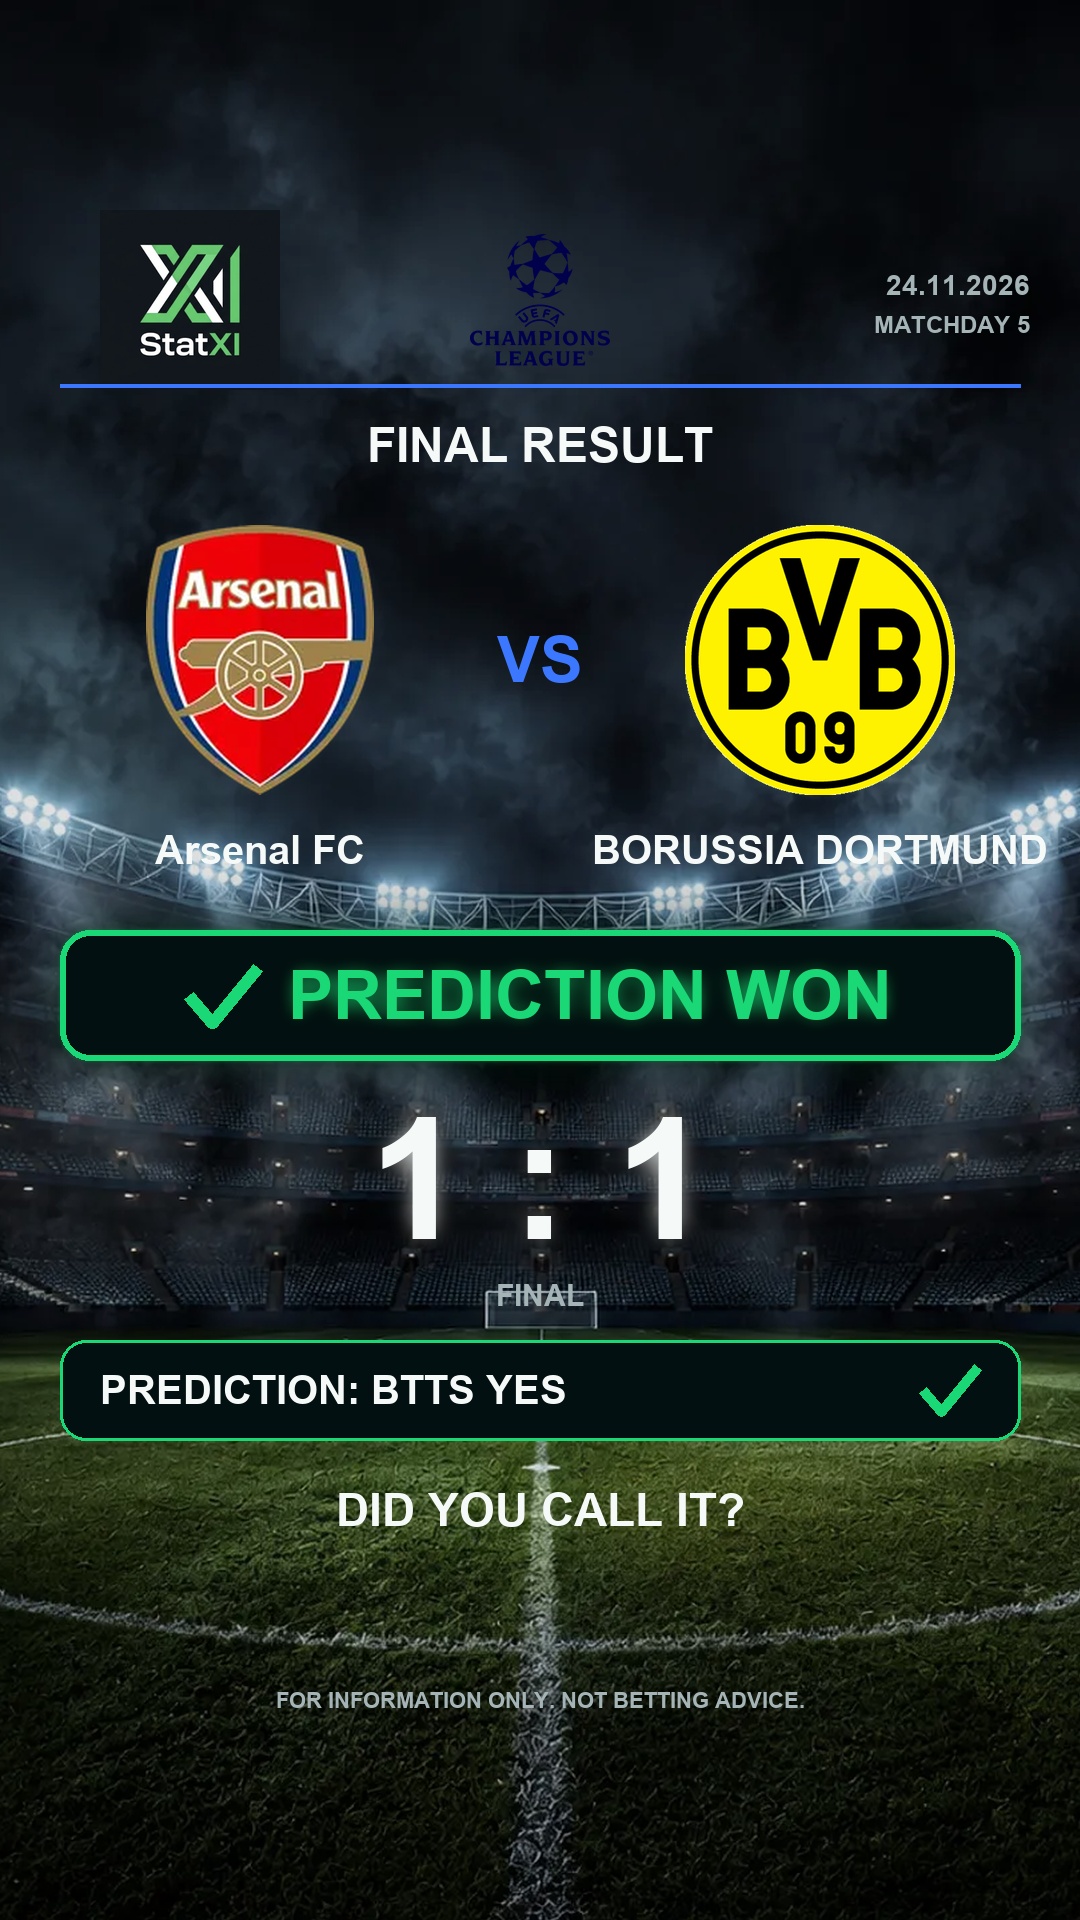 StatXI
UEFA
CHAMPIONS
LEAGUE
24.11.2026
MATCHDAY 5
FINAL RESULT
Arsenal
VS
BVB
09
Arsenal FC
BORUSSIA DORTMUND
PREDICTION WON
1 : 1
FINAL
PREDICTION: BTTS YES
DID YOU CALL IT?
FOR INFORMATION ONLY. NOT BETTING ADVICE.